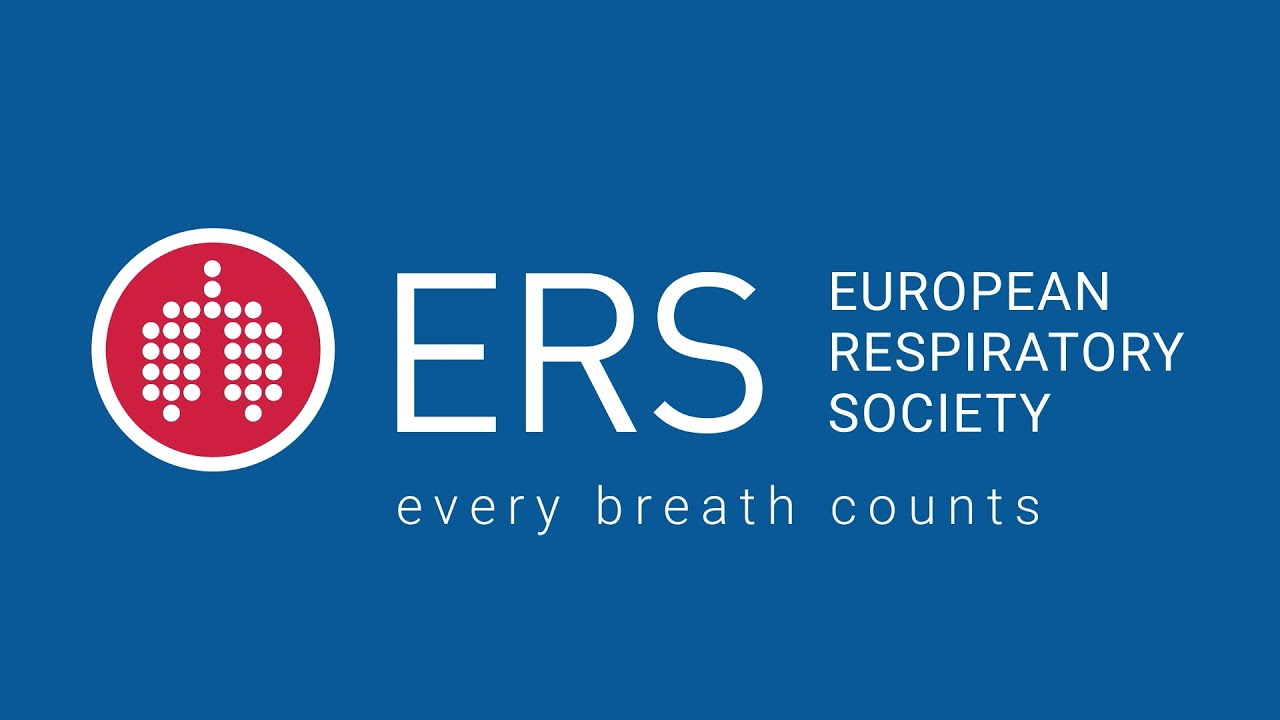 ERS
EUROPEAN
RESPIRATORY
SOCIETY
every breath counts